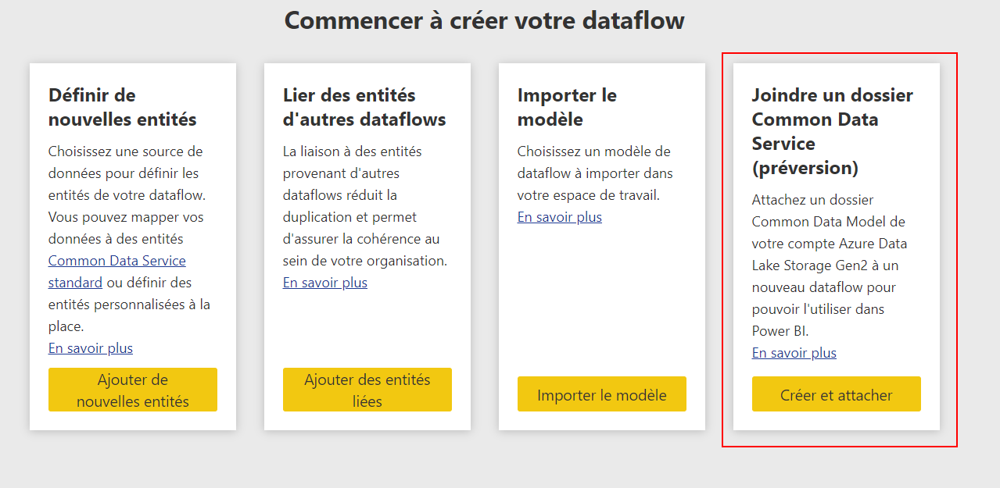 Commencer à créer votre dataflow
Définir de
nouvelles entités
Choisissez une source de
données pour définir les
entités de votre dataflow.
Vous pouvez mapper vos
données à des entités
Common Data Service
standard ou définir des
entités personnalisées à la
place.
En savoir plus
Ajouter de
nouvelles entités
Lier des entités
d'autres dataflows
La liaison à des entités
provenant d'autres
dataflows réduit la
duplication et permet
d'assurer la cohérence au
sein de votre organisation.
En savoir plus
Ajouter des entités
liées
Importer le
modèle
Choisissez un modèle de
dataflow à importer dans
votre espace de travail.
En savoir plus
Importer le modèle
Joindre un dossier
Common Data
Service
(préversion)
Attachez un dossier
Common Data Model de
votre compte Azure Data
Lake Storage Gen2 à un
nouveau dataflow pour
pouvoir l'utiliser dans
Power BI.
En savoir plus
Créer et attacher